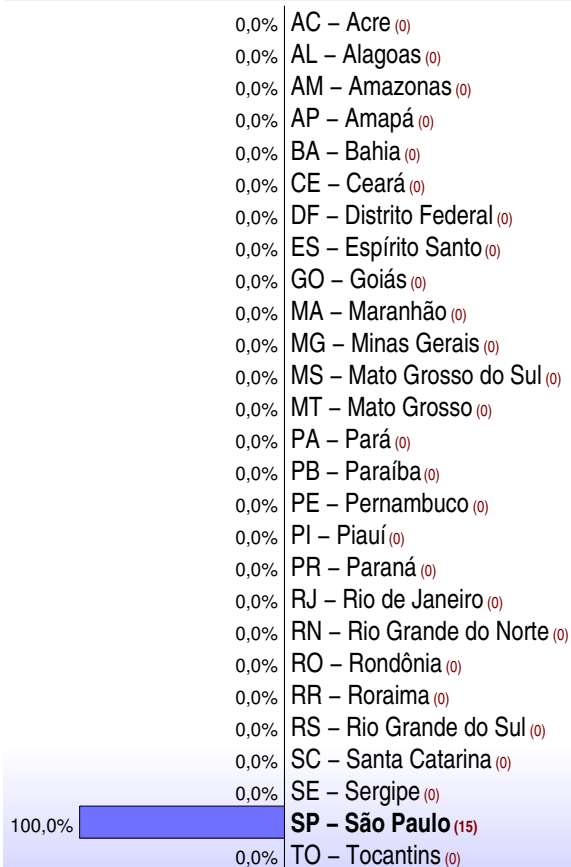 0,0% AC – Acre (0)
0,0% AL – Alagoas (0)
0,0% AM – Amazonas (0)
0,0% AP – Amapá (0)
0,0% BA – Bahia (0)
0,0% CE – Ceará (0)
0,0% DF – Distrito Federal (0)
0,0% ES – Espírito Santo (0)
0,0% GO – Goiás (0)
0,0% MA – Maranhão (0)
0,0% MG – Minas Gerais (0)
0,0% MS – Mato Grosso do Sul (0)
0,0% MT – Mato Grosso (0)
0,0% PA – Pará (0)
0,0% PB – Paraíba (0)
0,0% PE – Pernambuco (0)
0,0% PI – Piauí (0)
0,0% PR – Paraná (0)
0,0% RJ – Rio de Janeiro (0)
0,0% RN – Rio Grande do Norte (0)
0,0% RO – Rondônia (0)
0,0% RR – Roraima (0)
0,0% RS – Rio Grande do Sul (0)
0,0% SC – Santa Catarina (0)
0,0% SE – Sergipe (0)
100,0% SP – São Paulo (15)
0,0% TO – Tocantins (0)